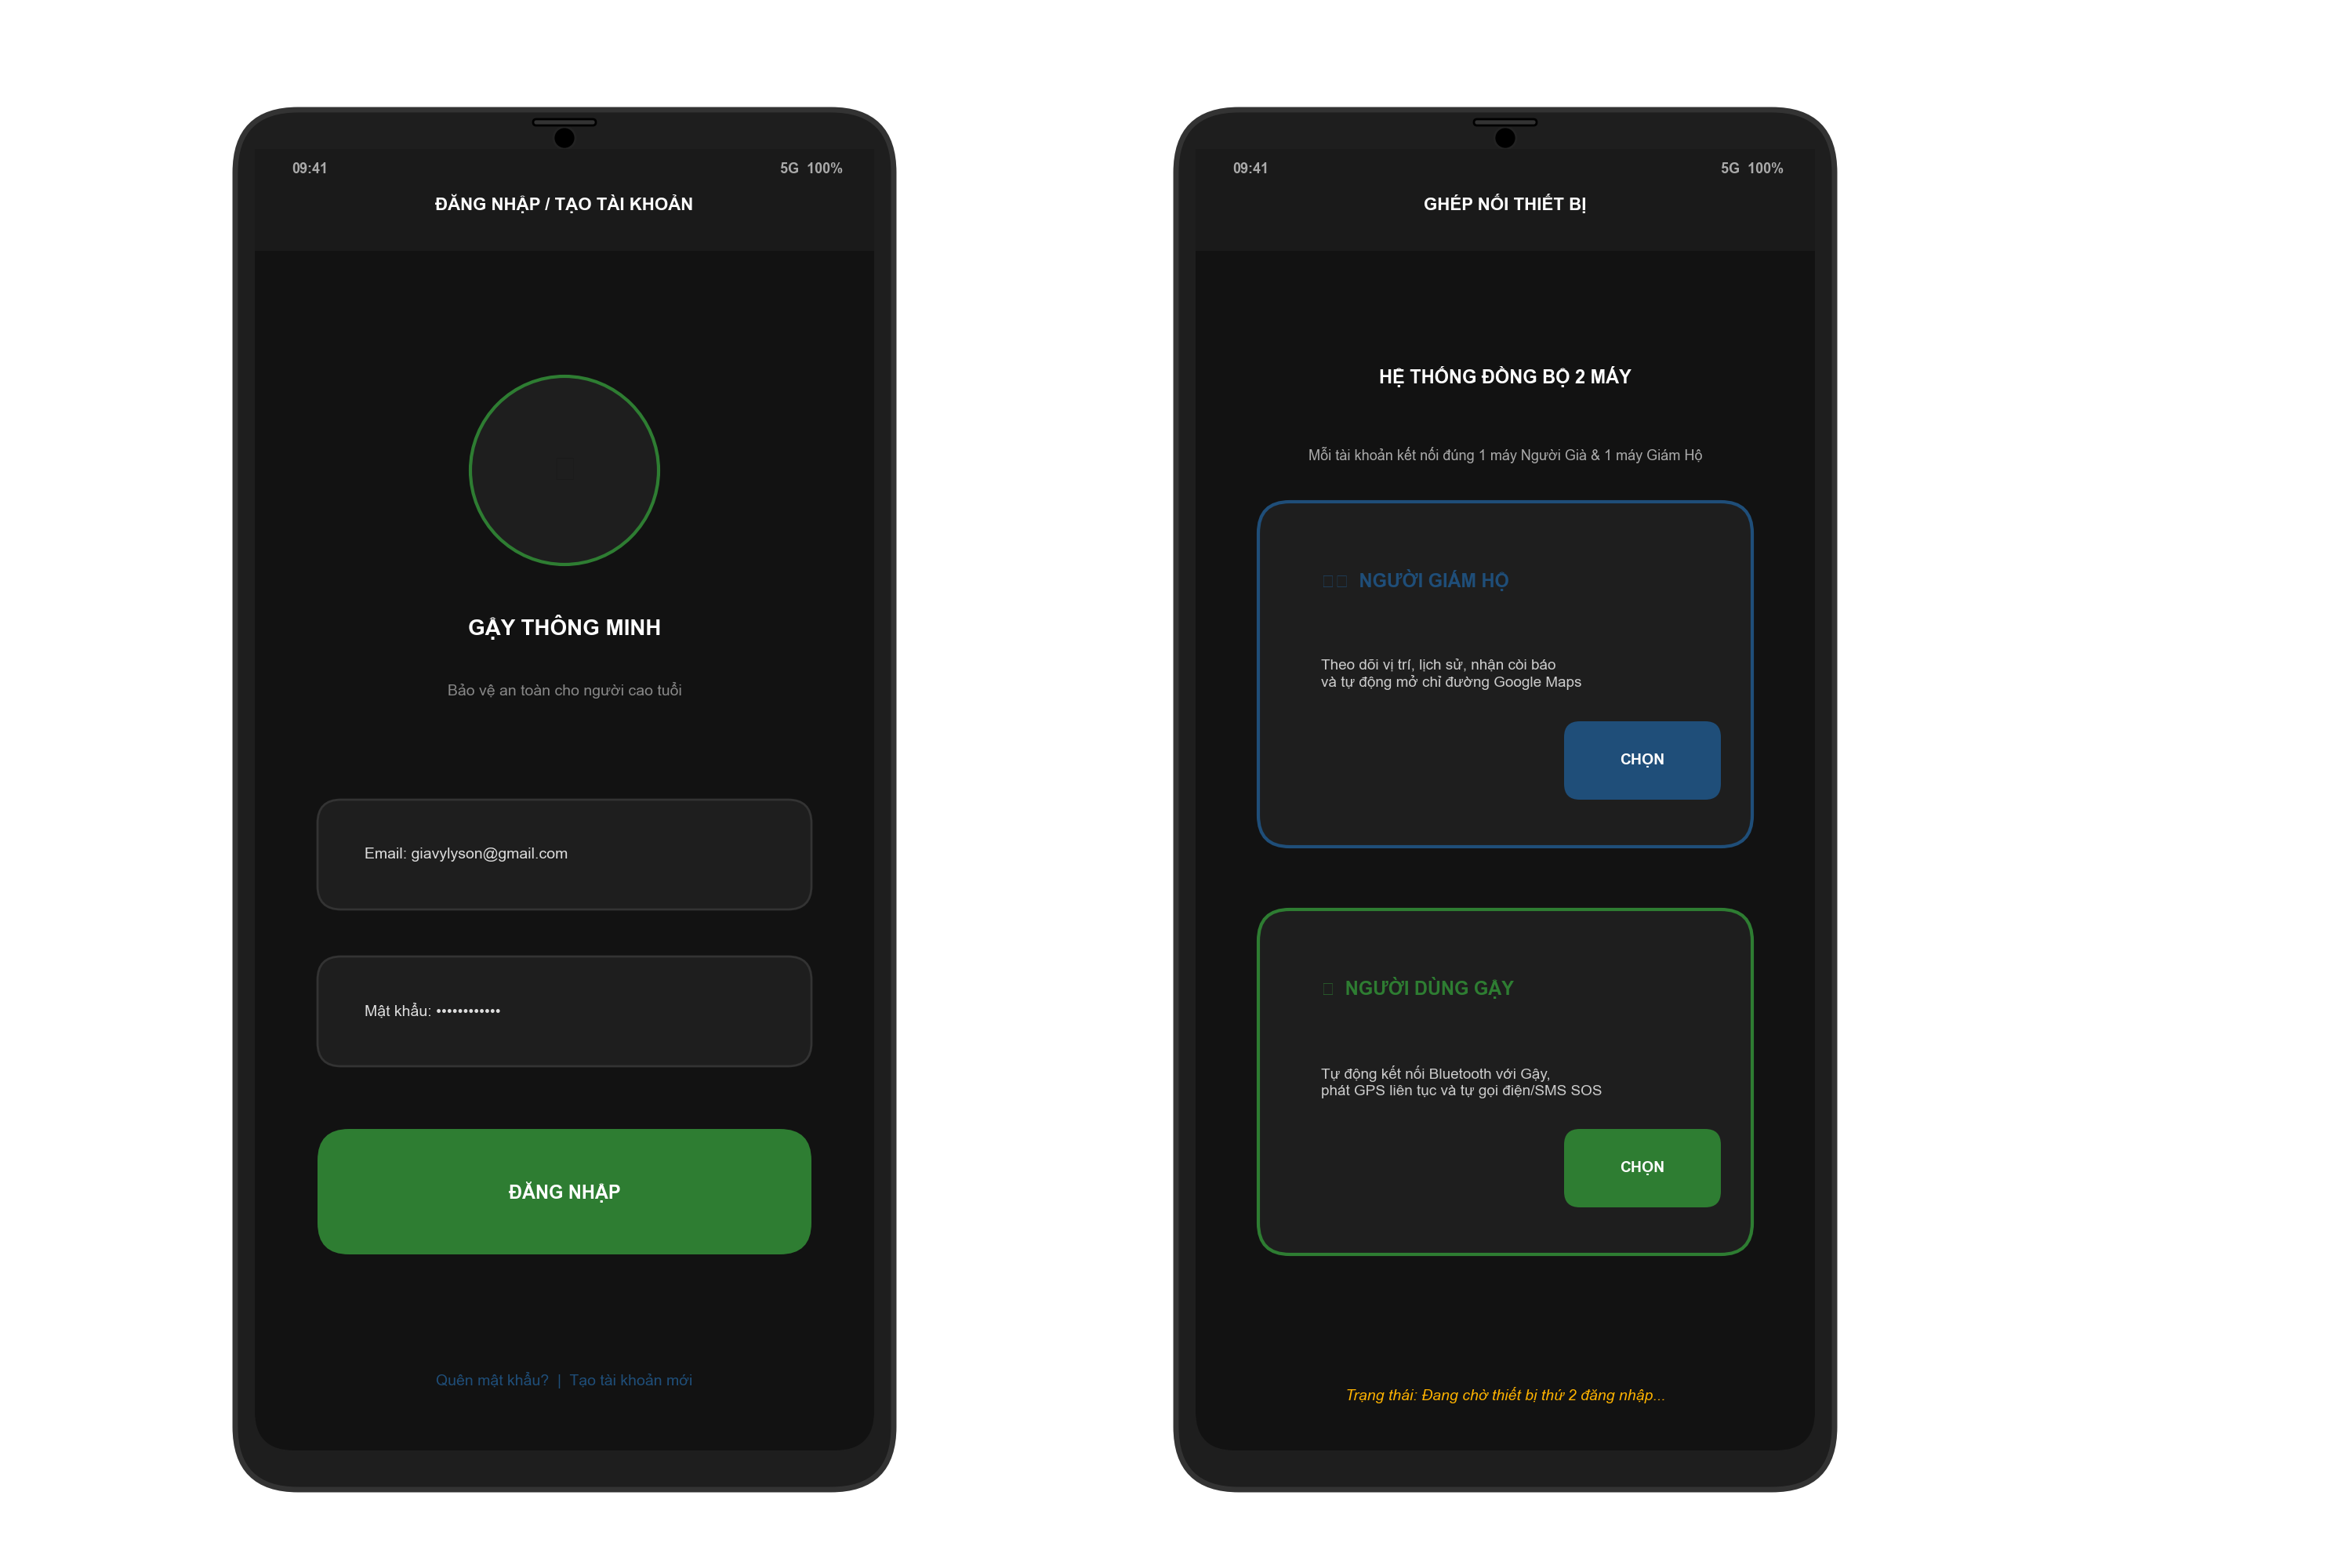 09:41
5G 100%
ĐĂNG NHẬP / TẠO TÀI KHOẢN
GẬY THÔNG MINH
Bảo vệ an toàn cho người cao tuổi
Email: giavylyson@gmail.com
Mật khẩu: ••••••••••••
ĐĂNG NHẬP
Quên mật khẩu? | Tạo tài khoản mới
09:41
5G 100%
GHÉP NỐI THIẾT BỊ
HỆ THỐNG ĐỒNG BỘ 2 MÁY
Mỗi tài khoản kết nối đúng 1 máy Người Già & 1 máy Giám Hộ
NGƯỜI GIÁM HỘ
Theo dõi vị trí, lịch sử, nhận còi báo
và tự động mở chỉ đường Google Maps
CHỌN
NGƯỜI DÙNG GẬY
Tự động kết nối Bluetooth với Gậy,
phát GPS liên tục và tự gọi điện/SMS SOS
CHỌN
Trạng thái: Đang chờ thiết bị thứ 2 đăng nhập...